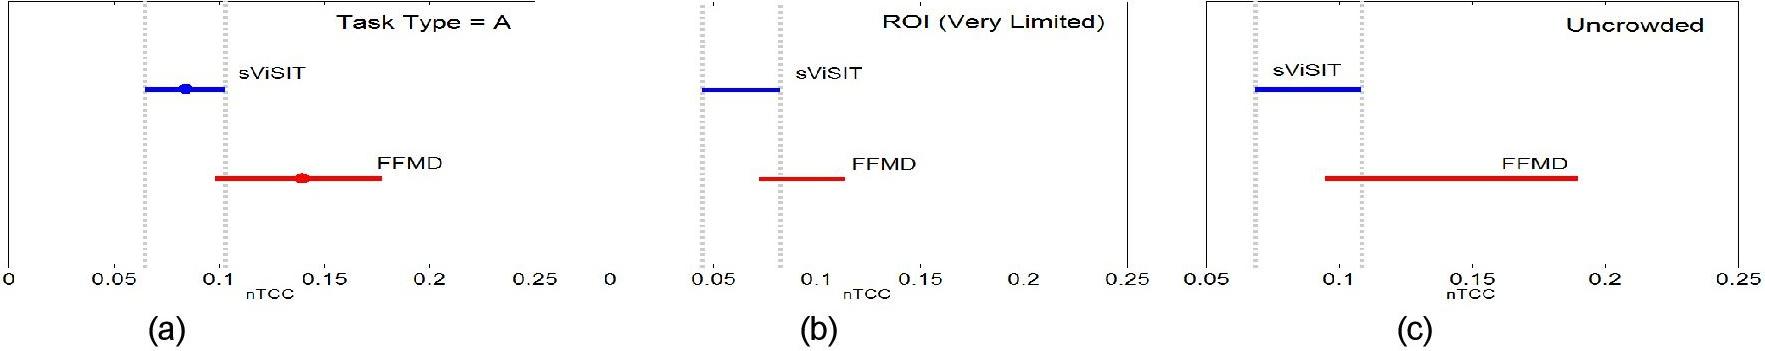 Task Type = A
sViSIT
FFMD
0 0.05 0.1 0.15 0.2 0.25
nTCC
(a)
ROI (Very Limited)
sViSIT
FFMD
0 0.05 0.1 0.15 0.2 0.25
nTCC
(b)
Uncrowded
sViSIT
FFMD
0.05 0.1 0.15 0.2 0.25
nTCC
(c)